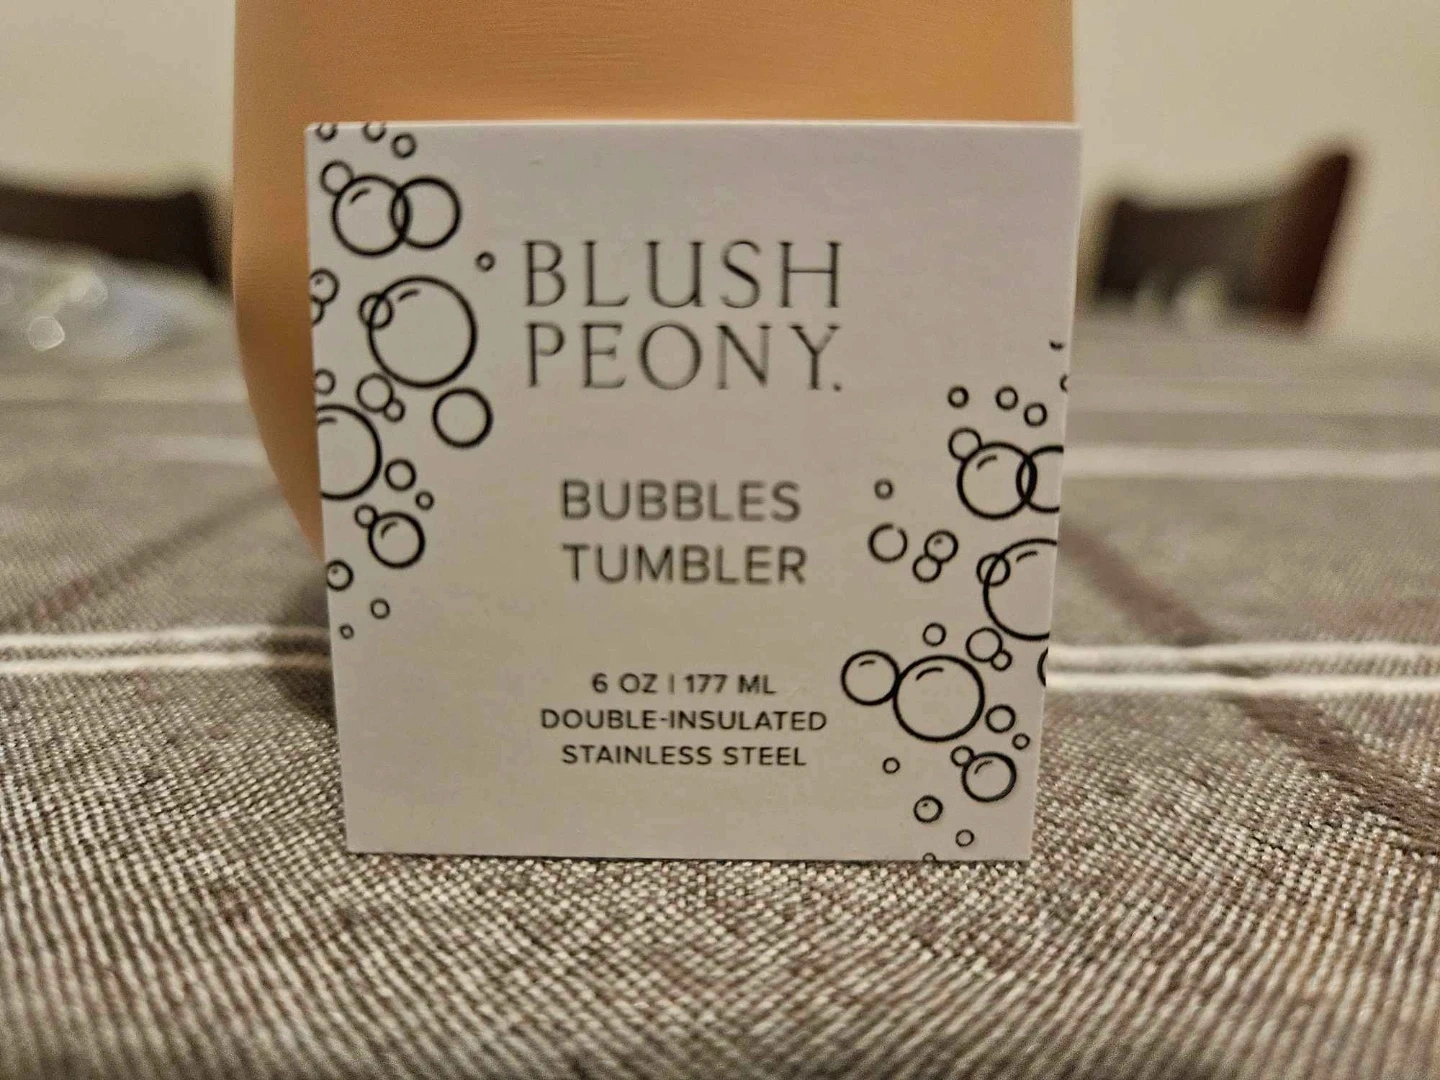 BLUSH
PEONY.
BUBBLES
TUMBLER
6 OZ | 177 ML
DOUBLE-INSULATED
STAINLESS STEEL